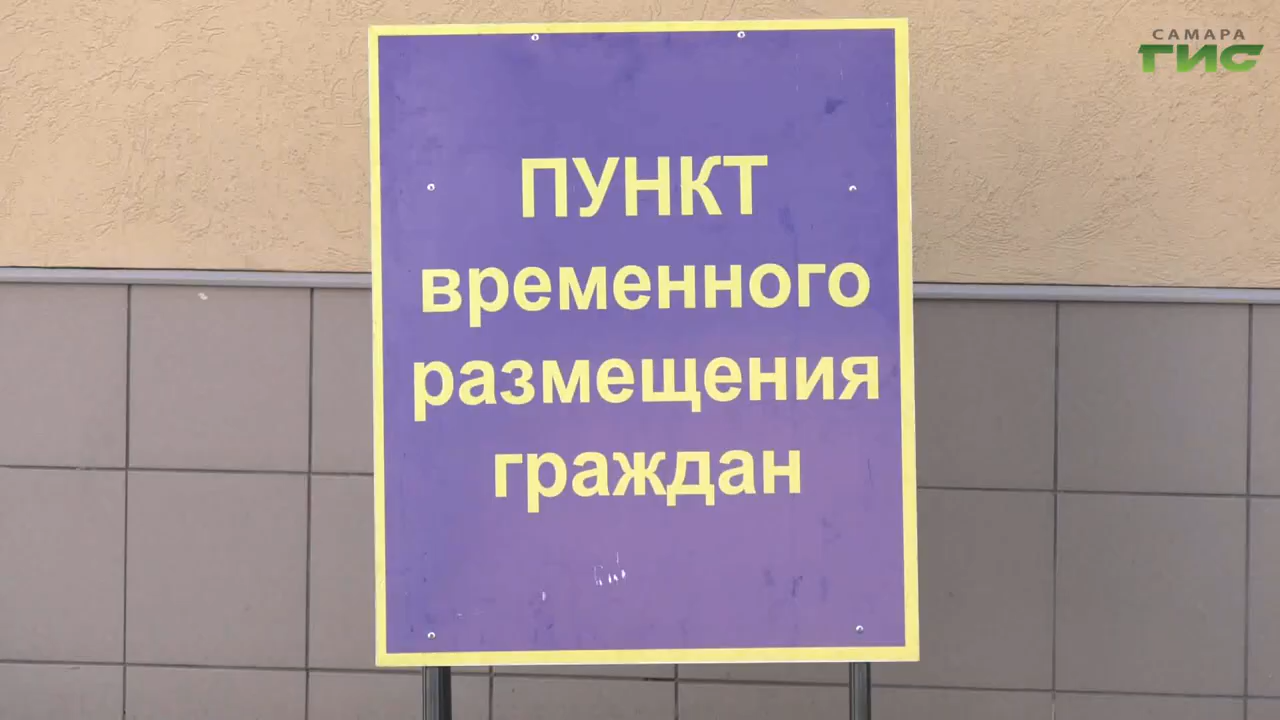 САМАРА
ГИС
ПУНКТ
временного
размещения
граждан